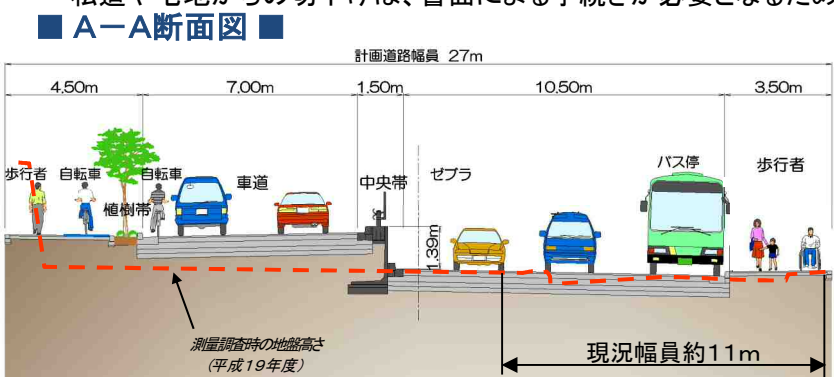 ■ A－A断面図 ■
計画道路幅員 27m
4.50m 7.00m 1.50m 10.50m 3.50m
歩行者 自転車 自転車 車道 中央帯 ゼブラ バス停 歩行者
植樹帯
1.39m
測量調査時の地盤高さ
(平成19年度)
現況幅員約11m